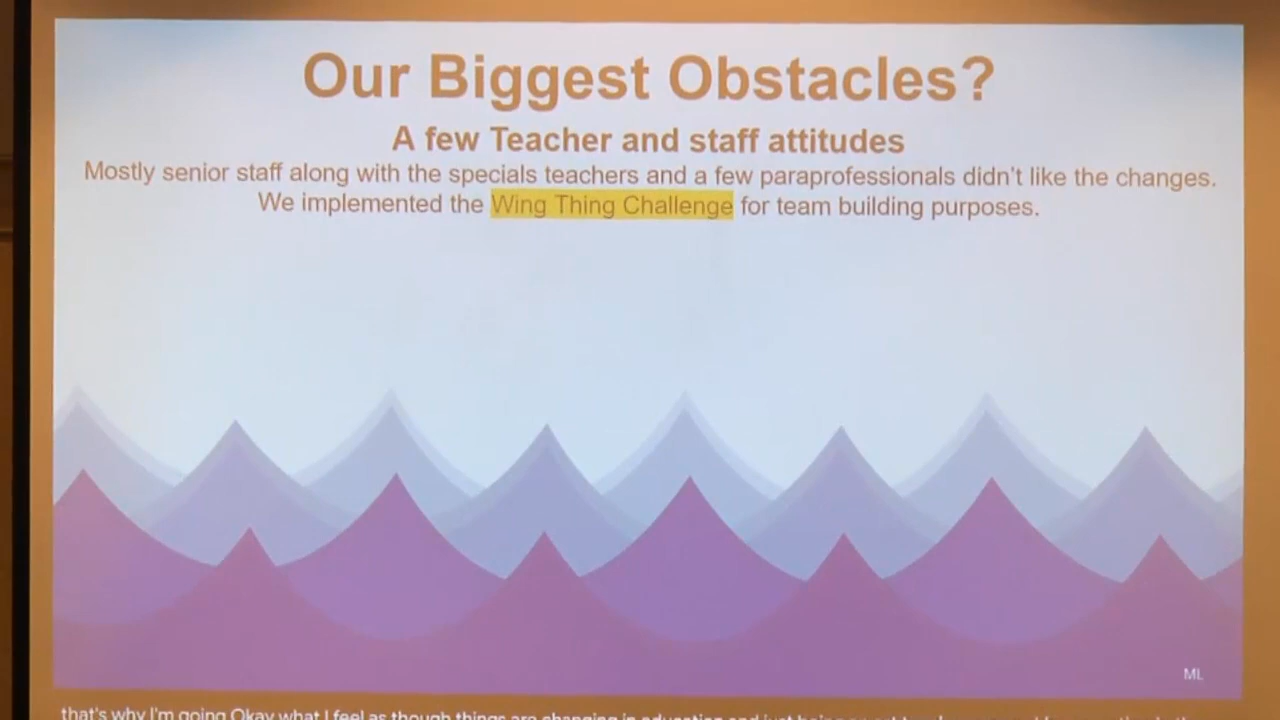 Our Biggest Obstacles?
A few Teacher and staff attitudes
Mostly senior staff along with the specials teachers and a few paraprofessionals didn't like the changes.
We implemented the Wing Thing Challenge for team building purposes.
ML
that's why I'm going Okay what I feel as though things are changing in education and just being